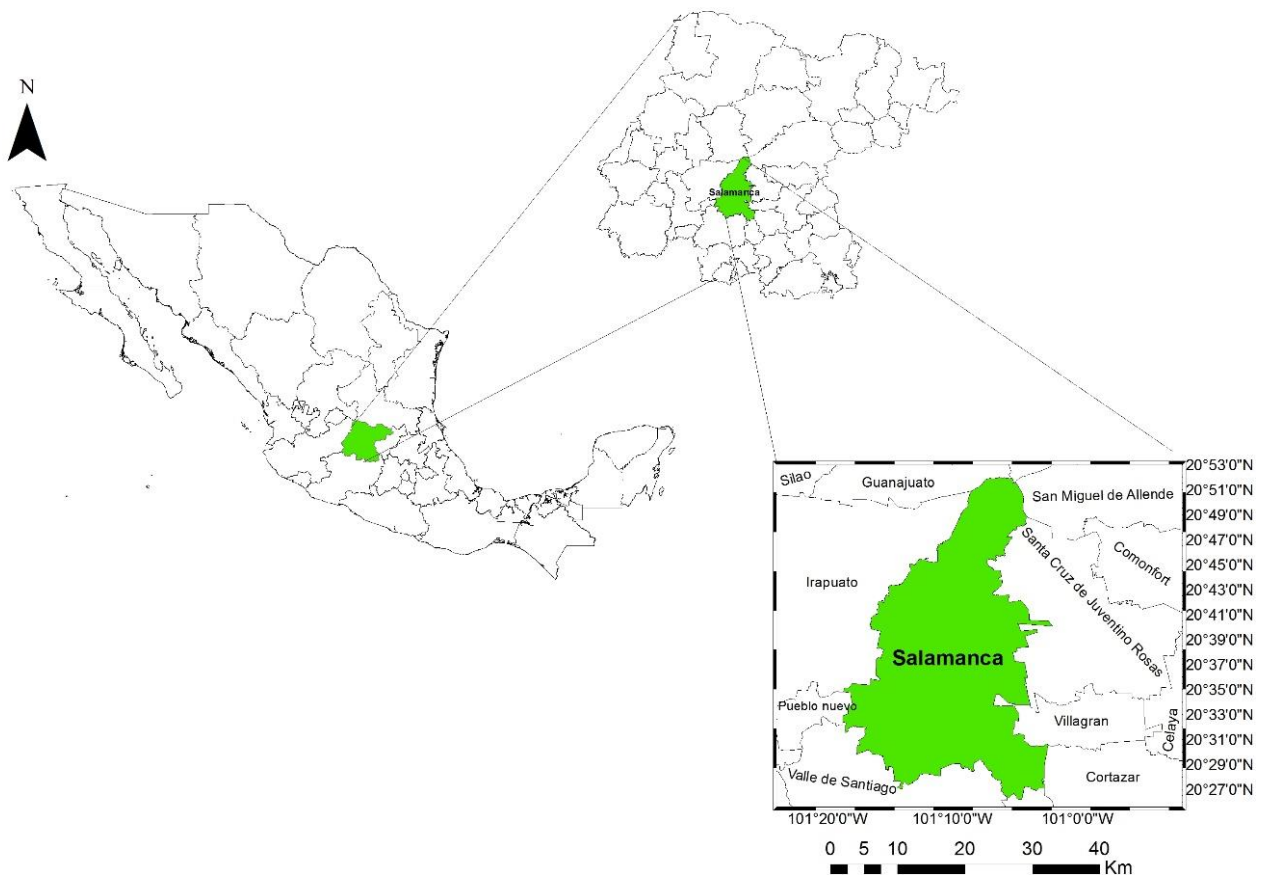 N
Salamanca
Silao
Guanajuato
San Miguel de Allende
Santa Cruz de Juventino Rosas
Comonfort
Irapuato
Salamanca
Pueblo nuevo
Villagran
Celaya
Valle de Santiago
Cortazar
20°53'0"N
20°51'0"N
20°49'0"N
20°47'0"N
20°45'0"N
20°43'0"N
20°41'0"N
20°39'0"N
20°37'0"N
20°35'0"N
20°33'0"N
20°31'0"N
20°29'0"N
20°27'0"N
101°20'0"W 101°10'0"W 101°0'0"W
0 5 10 20 30 40
Km